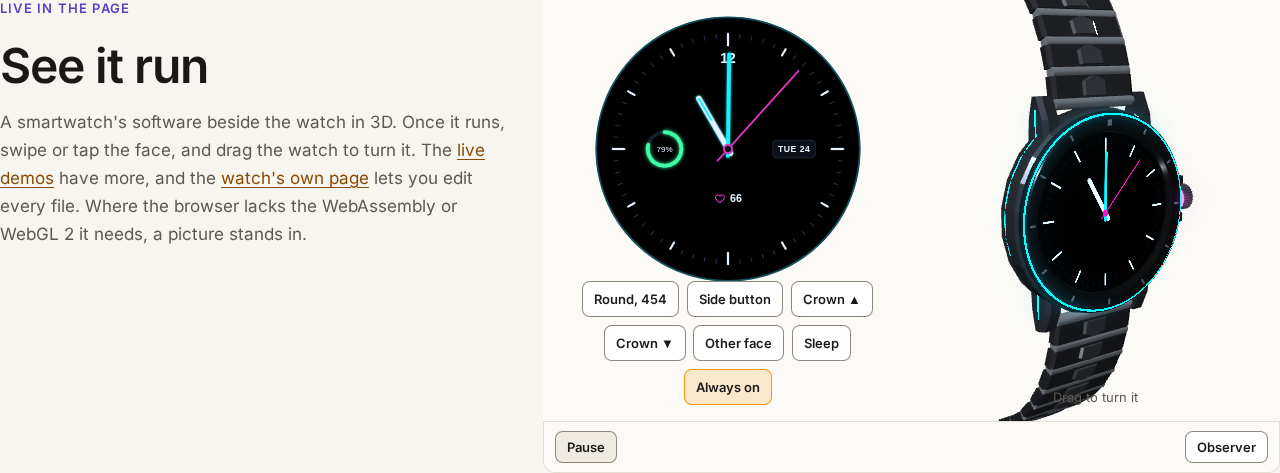 LIVE IN THE PAGE
See it run
A smartwatch's software beside the watch in 3D. Once it runs,
swipe or tap the face, and drag the watch to turn it. The live
demos have more, and the watch's own page lets you edit
every file. Where the browser lacks the WebAssembly or
WebGL 2 it needs, a picture stands in.
12
79%
TUE 24
66
Round, 454
Side button
Crown ▲
Crown ▼
Other face
Sleep
Always on
Drag to turn it
Pause
Observer